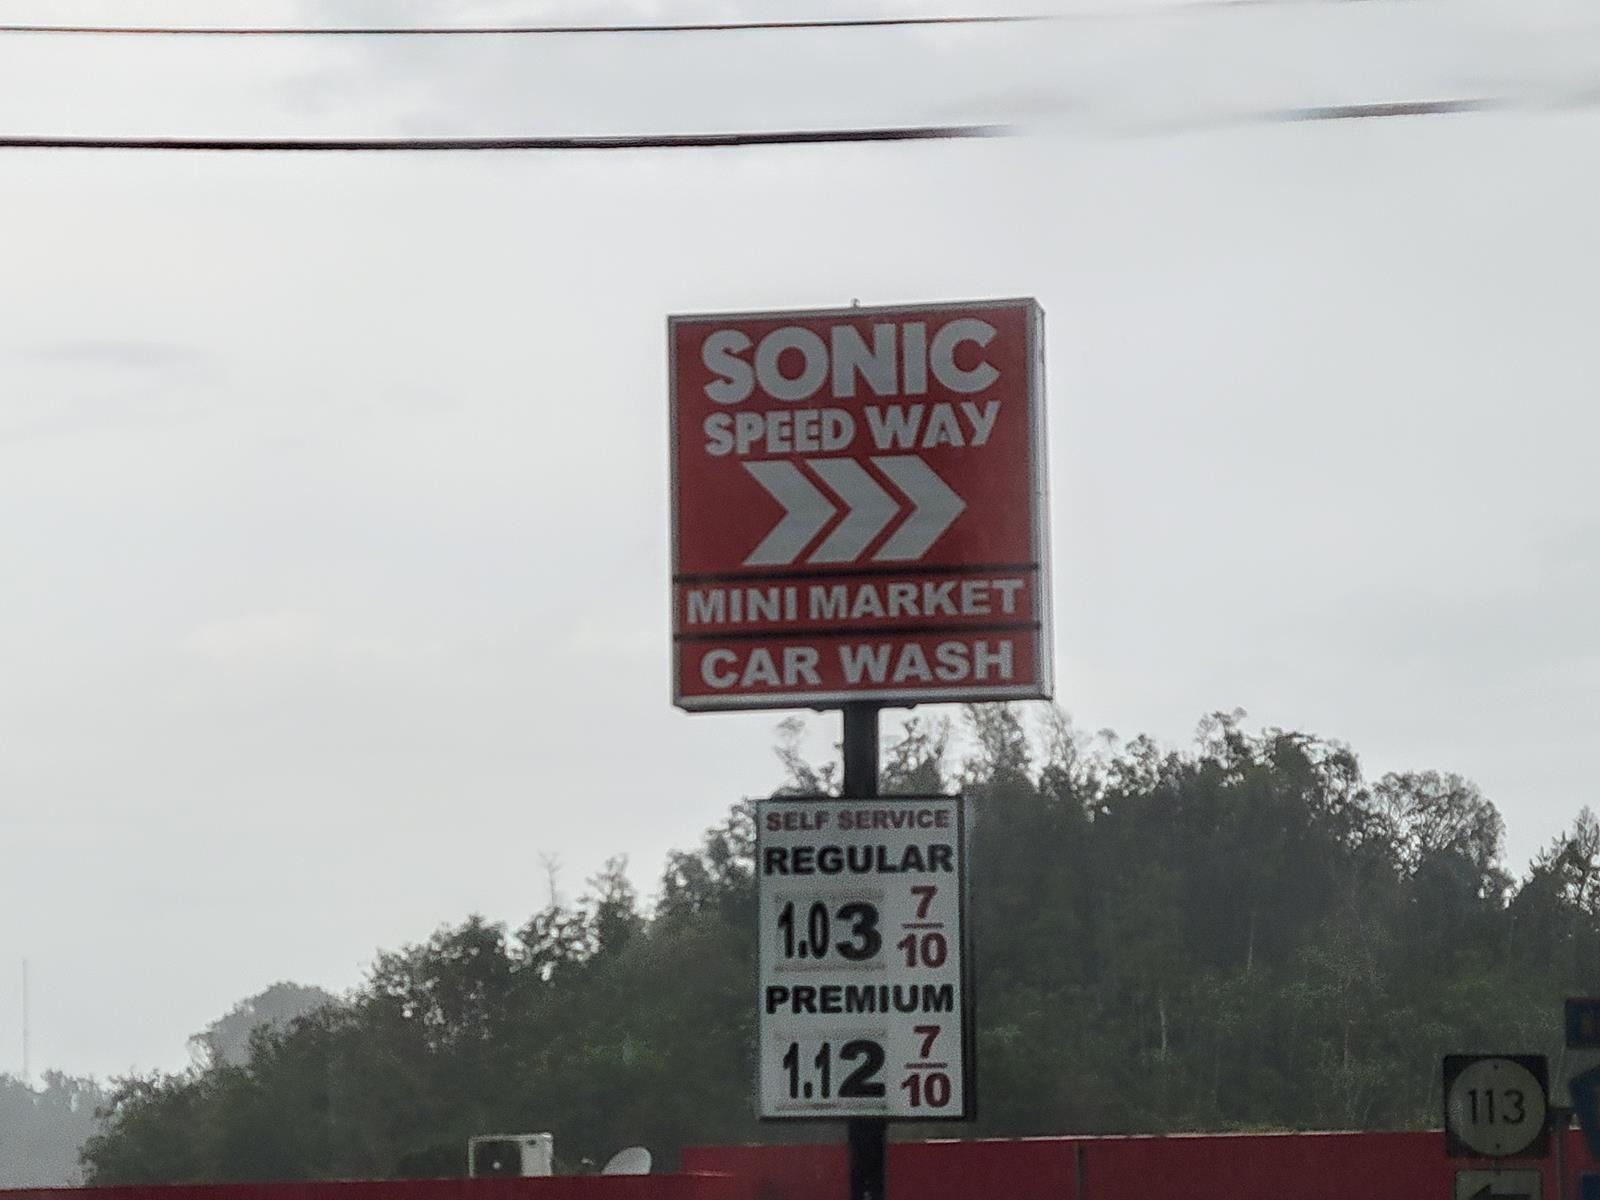 SONIC
SPEED WAY
MINI MARKET
CAR WASH
SELF SERVICE
REGULAR
1.03 7/10
PREMIUM
1.12 7/10
113